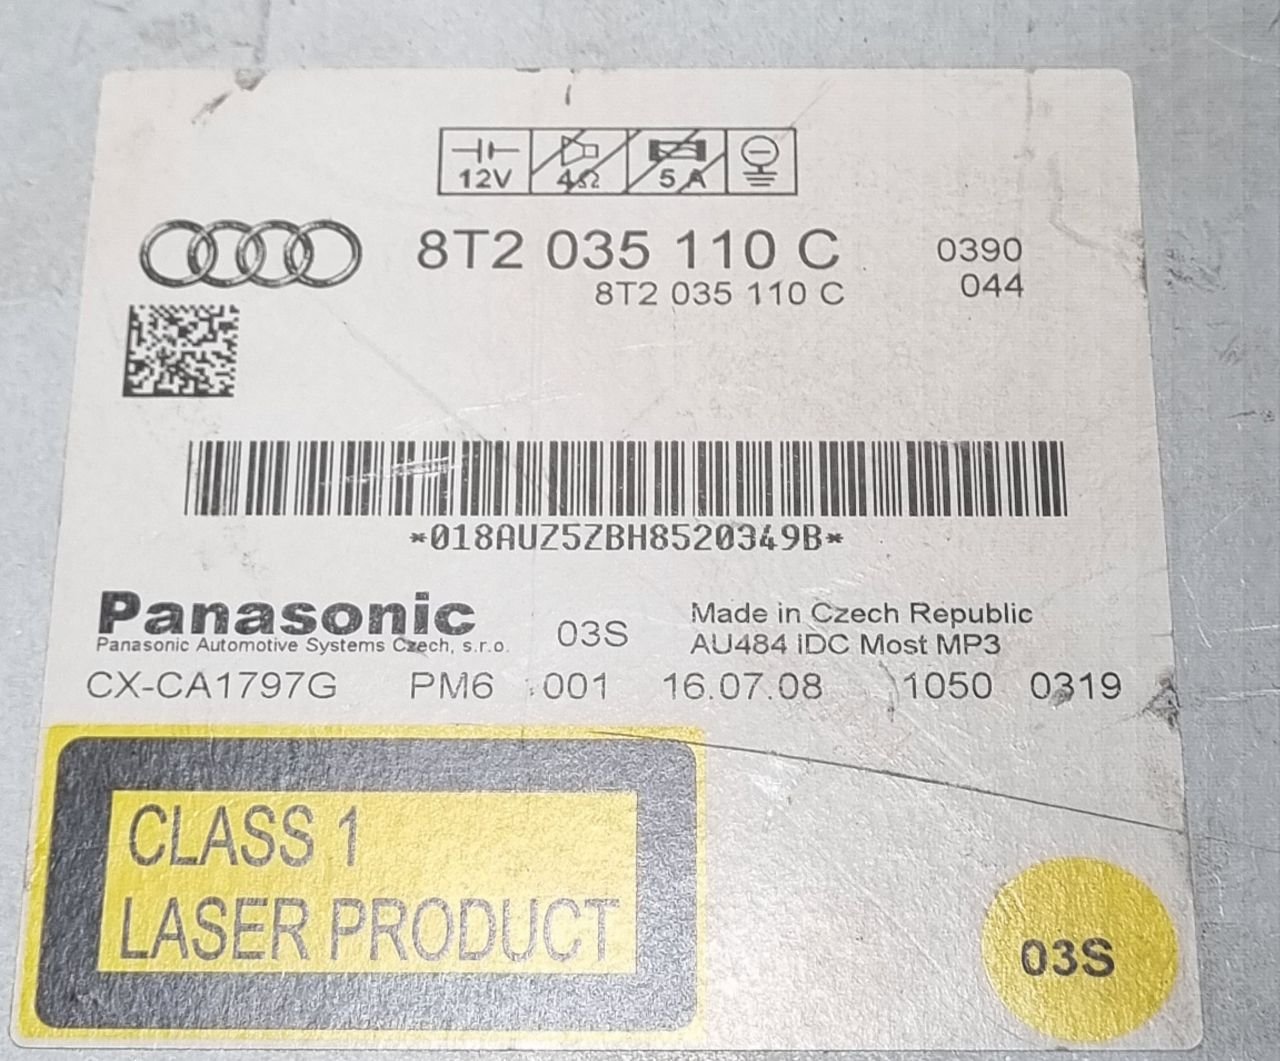 12V 4Ω 5 A
8T2 035 110 C 0390
8T2 035 110 C 044
*018AUZ5ZBH8520349B*
Panasonic
Panasonic Automotive Systems Czech, s.r.o.
03S
Made in Czech Republic
AU484 IDC Most MP3
CX-CA1797G PM6 001 16.07.08 1050 0319
CLASS 1
LASER PRODUCT
03S